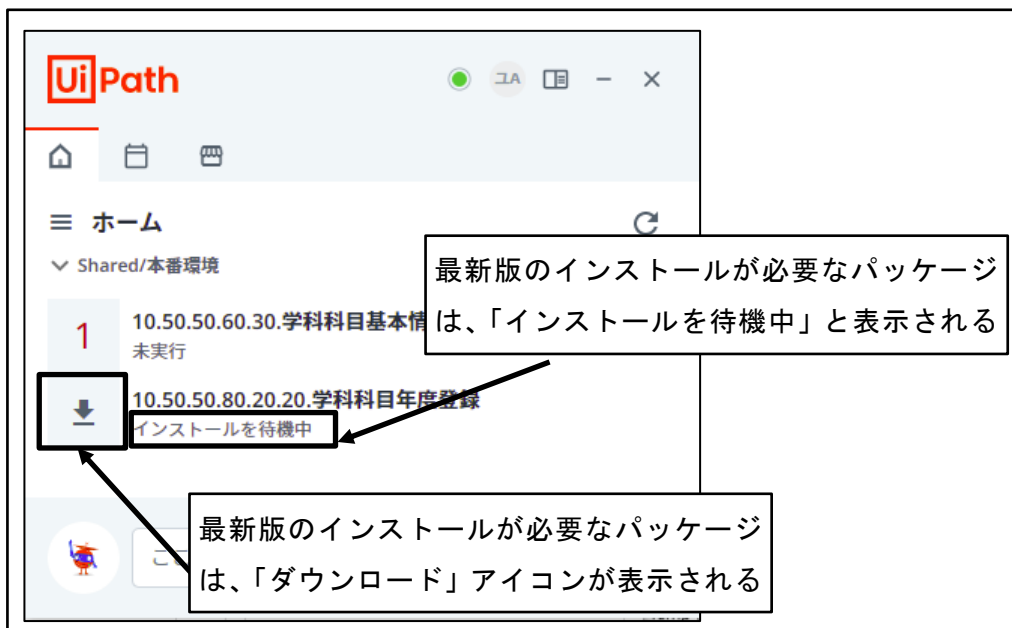 UiPath
ユA
ホーム
Shared/本番環境
最新版のインストールが必要なパッケージ
は、「インストールを待機中」と表示される
1
10.50.50.60.30.学科科目基本情
未実行
10.50.50.80.20.20.学科科目年度登録
インストールを待機中
最新版のインストールが必要なパッケージ
は、「ダウンロード」アイコンが表示される